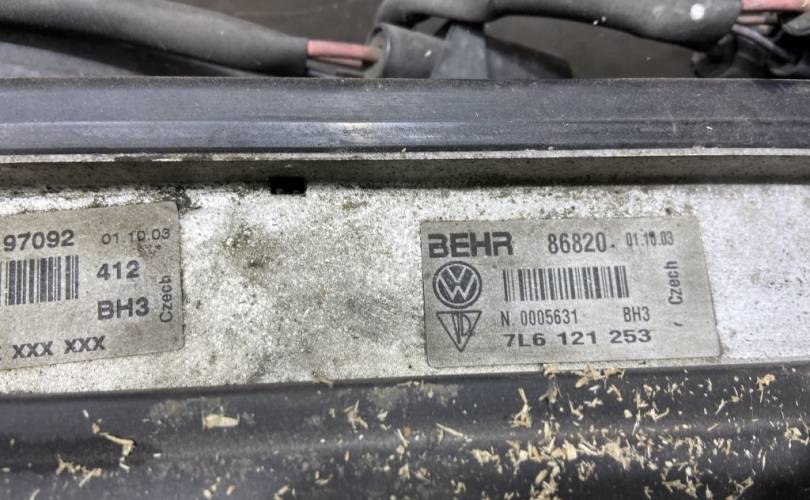 97092 01.10.03
412
BH3
Czech
XXX XXX
BEHR 86820. 01.10.03
VW
N. 0005631 BH3
Czech
7L6 121 253